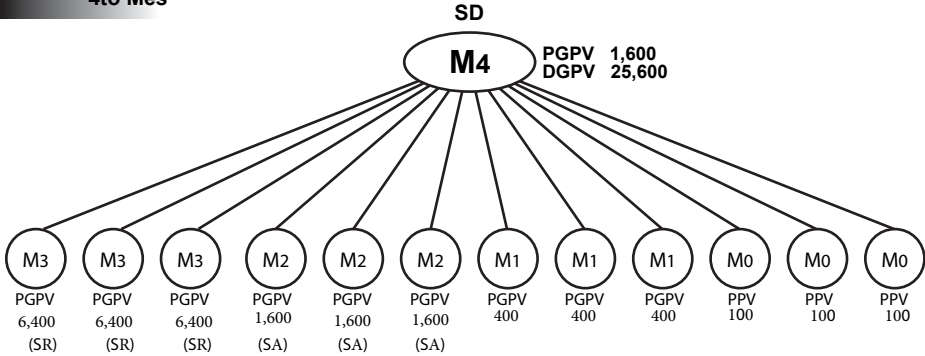 4to Mes
SD
M4
PGPV 1,600
DGPV 25,600
M3 M3 M3 M2 M2 M2 M1 M1 M1 M0 M0 M0
PGPV PGPV PGPV PGPV PGPV PGPV PGPV PGPV PGPV PPV PPV PPV
6,400 6,400 6,400 1,600 1,600 1,600 400 400 400 100 100 100
(SR) (SR) (SR) (SA) (SA) (SA)